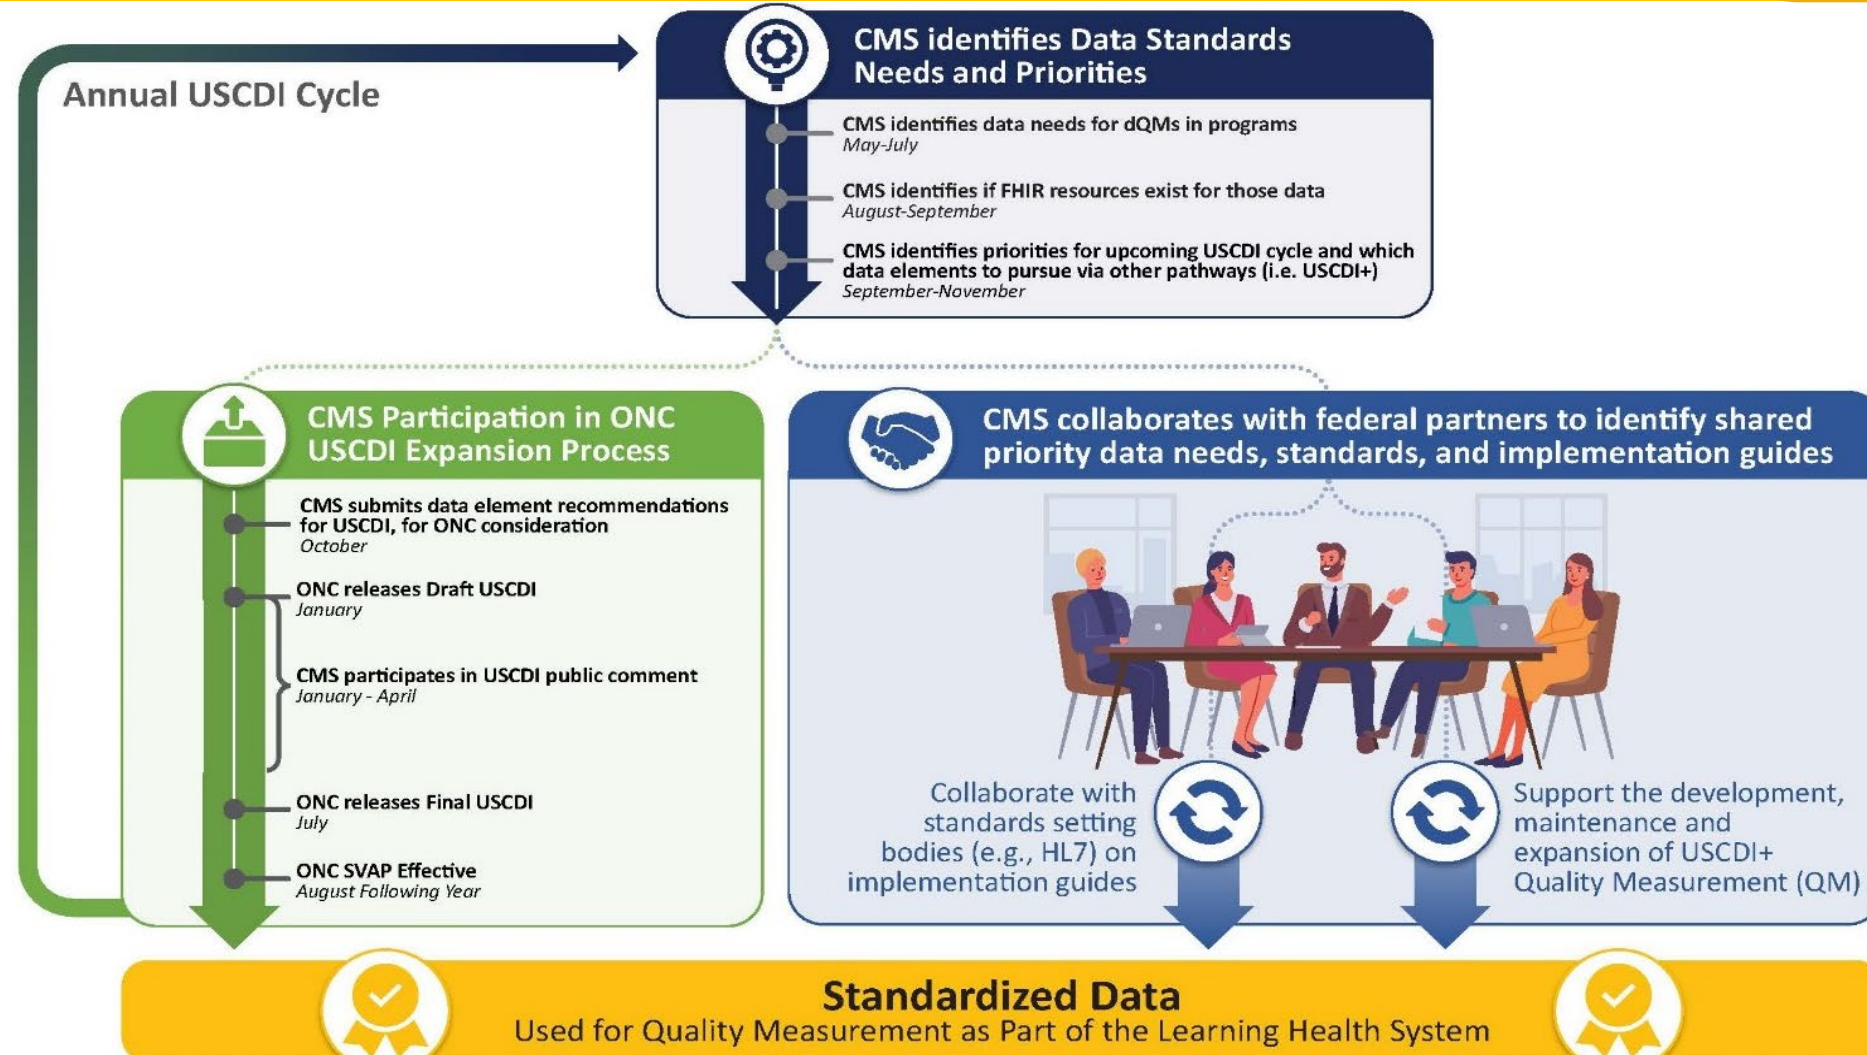 Annual USCDI Cycle
CMS identifies Data Standards
Needs and Priorities
CMS identifies data needs for dQMs in programs
May-July
CMS identifies if FHIR resources exist for those data
August-September
CMS identifies priorities for upcoming USCDI cycle and which
data elements to pursue via other pathways (i.e. USCDI+)
September-November
CMS Participation in ONC
USCDI Expansion Process
CMS submits data element recommendations
for USCDI, for ONC consideration
October
ONC releases Draft USCDI
January
CMS participates in USCDI public comment
January - April
ONC releases Final USCDI
July
ONC SVAP Effective
August Following Year
CMS collaborates with federal partners to identify shared
priority data needs, standards, and implementation guides
Collaborate with
standards setting
bodies (e.g., HL7) on
implementation guides
Support the development,
maintenance and
expansion of USCDI+
Quality Measurement (QM)
Standardized Data
Used for Quality Measurement as Part of the Learning Health System